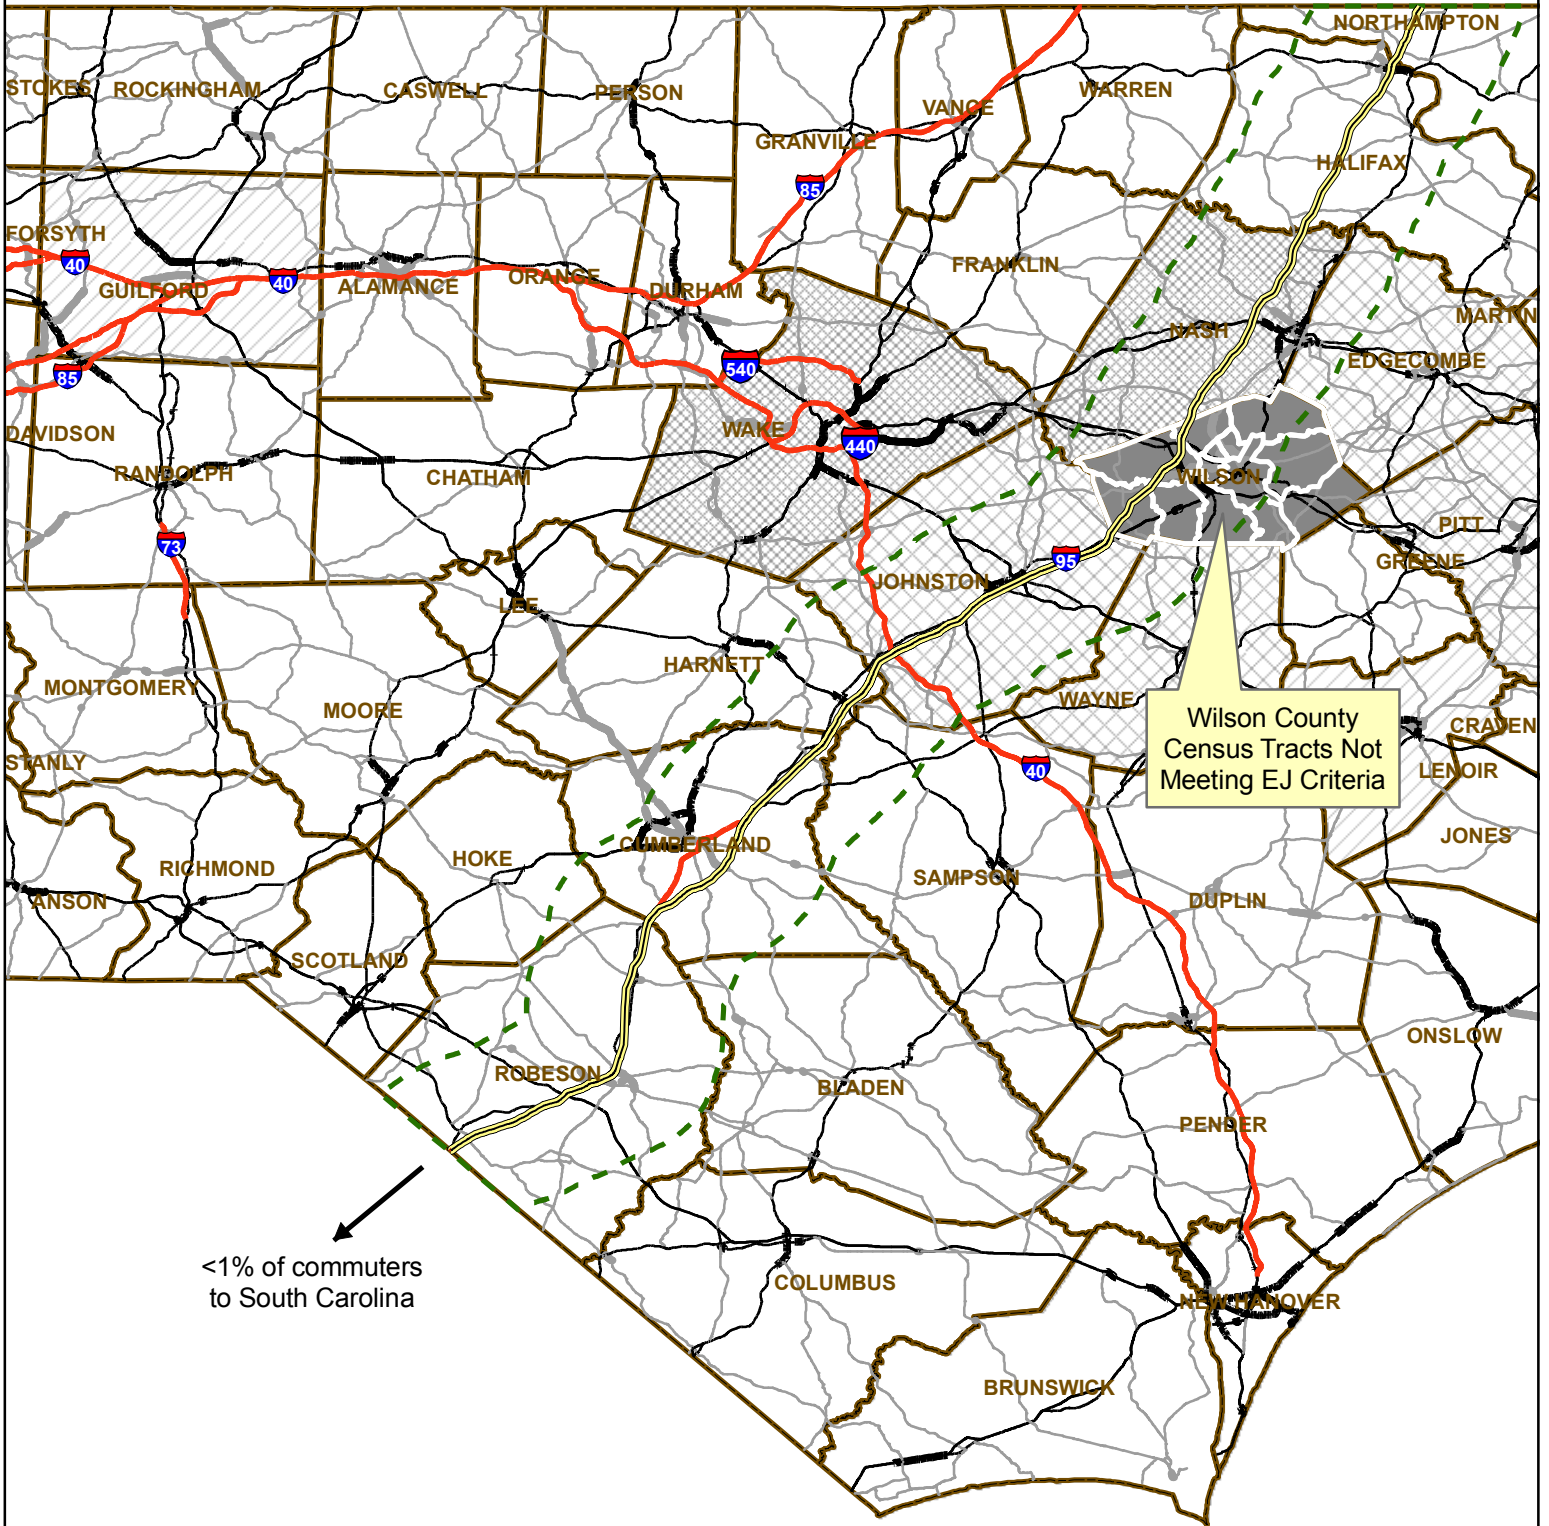 NORTHAMPTON
STOKES
ROCKINGHAM
CASWELL
PERSON
WARREN
VANCE
GRANVILLE
HALIFAX
85
FORSYTH
40
GUILFORD
40
ALAMANCE
ORANGE
DURHAM
FRANKLIN
MARTIN
NASH
EDGECOMBE
85
540
DAVIDSON
WAKE
440
RANDOLPH
CHATHAM
WILSON
PITT
73
95
GREENE
JOHNSTON
LEE
HARNETT
MONTGOMERY
MOORE
WAYNE
Wilson County
Census Tracts Not
Meeting EJ Criteria
CRAVEN
STANLY
40
LENOIR
CUMBERLAND
JONES
HOKE
RICHMOND
SAMPSON
ANSON
DUPLIN
SCOTLAND
ONSLOW
ROBESON
BLADEN
PENDER
<1% of commuters
to South Carolina
COLUMBUS
NEW HANOVER
BRUNSWICK